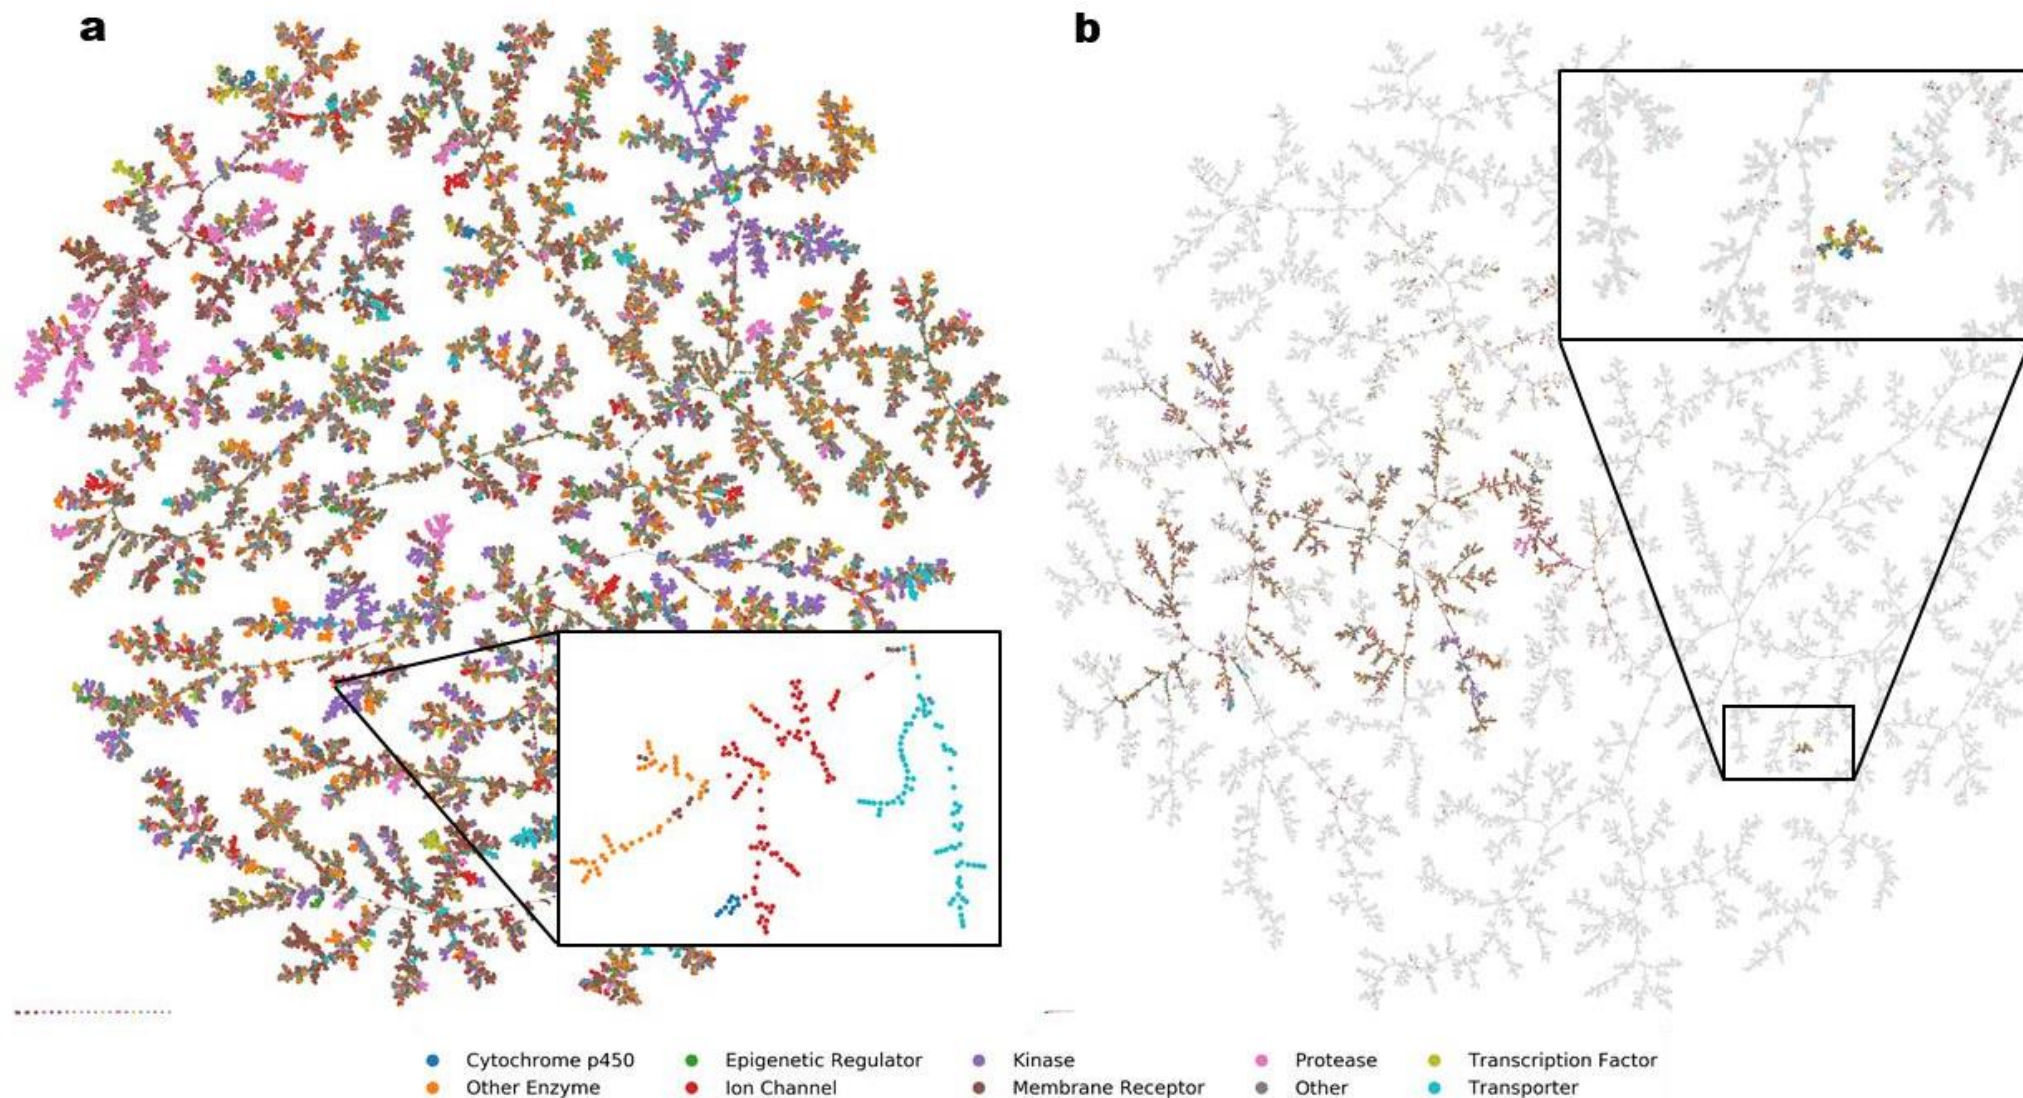 a b
Cytochrome p450 Epigenetic Regulator Kinase Protease Transcription Factor
Other Enzyme Ion Channel Membrane Receptor Other Transporter